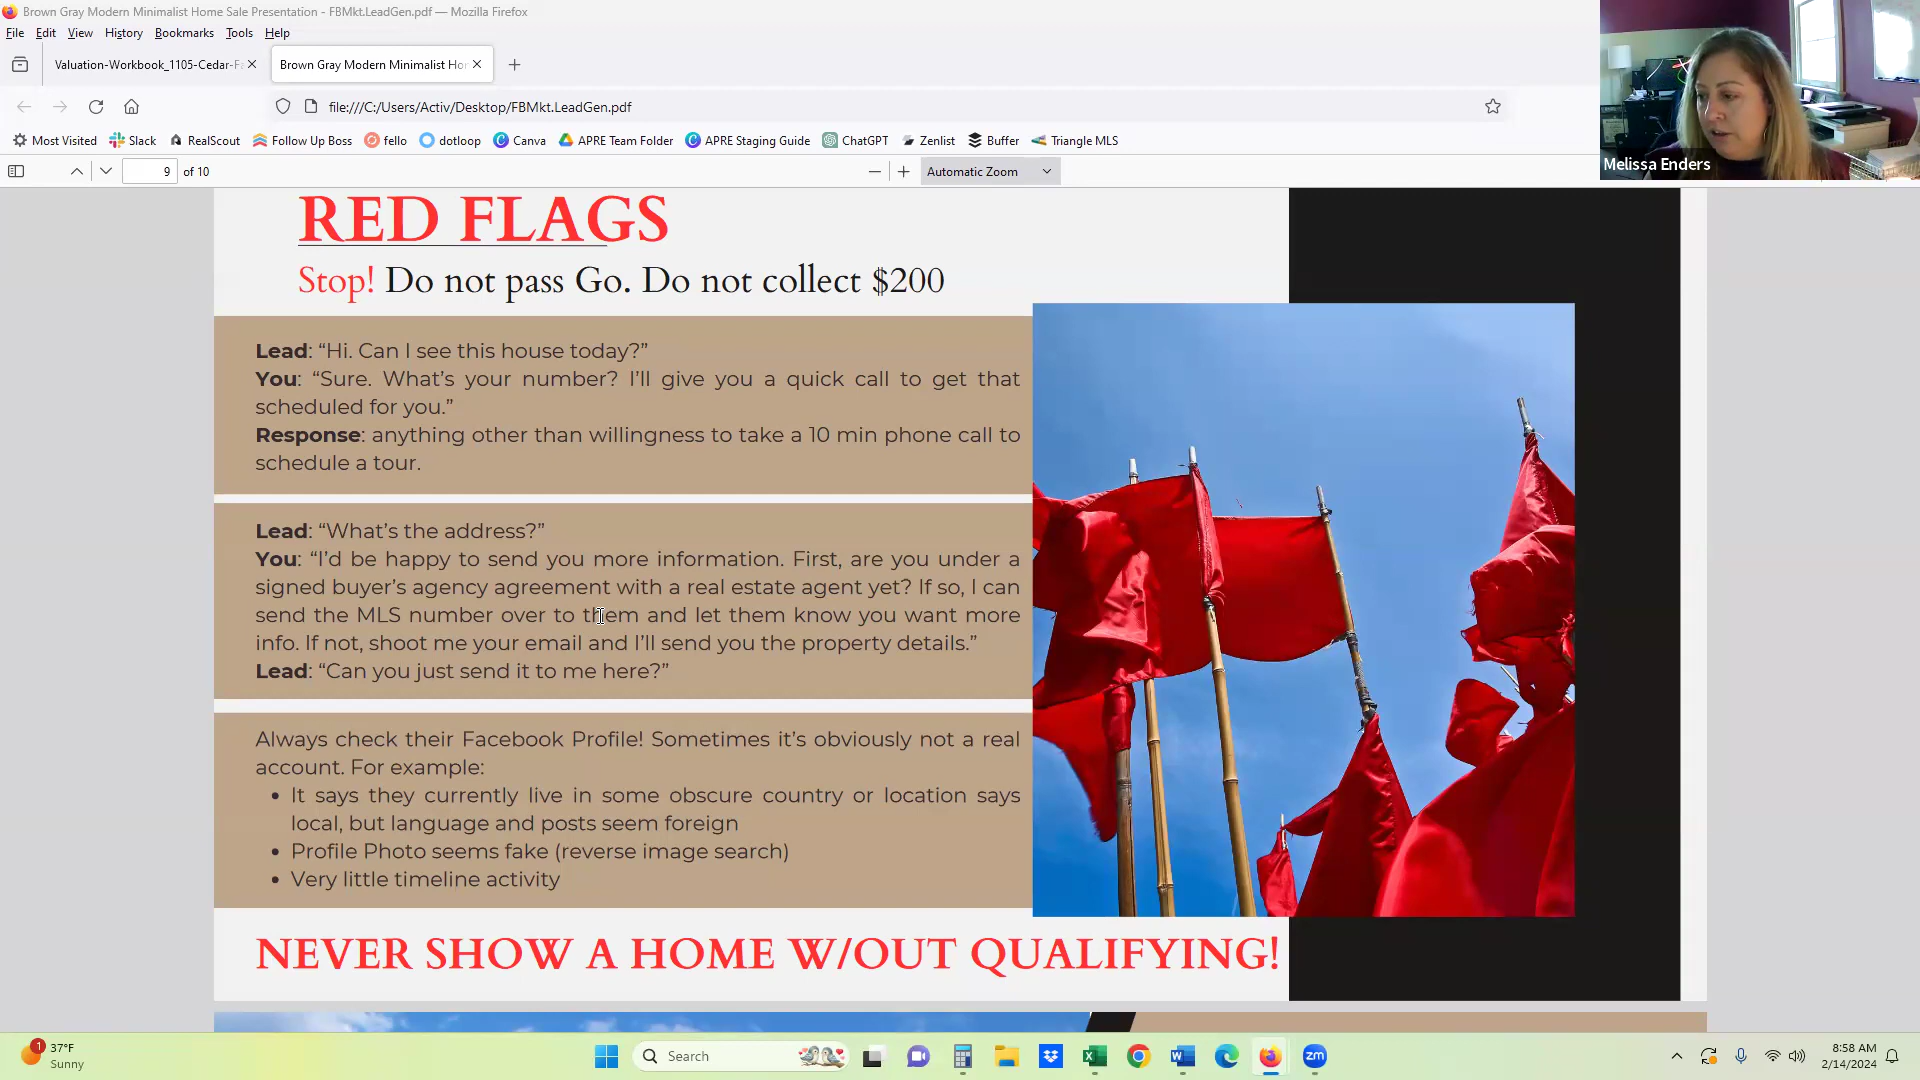 Brown Gray Modern Minimalist Home Sale Presentation - FBMkt.LeadGen.pdf — Mozilla Firefox
File Edit View History Bookmarks Tools Help
Valuation-Workbook_1105-Cedar-F
Brown Gray Modern Minimalist Ho
file:///C:/Users/Activ/Desktop/FBMkt.LeadGen.pdf
Most Visited Slack RealScout Follow Up Boss fello dotloop Canva APRE Team Folder APRE Staging Guide ChatGPT Zenlist Buffer Triangle MLS
Melissa Enders
9 of 10
Automatic Zoom
RED FLAGS
Stop! Do not pass Go. Do not collect $200
Lead: “Hi. Can I see this house today?”
You: “Sure. What’s your number? I’ll give you a quick call to get that
scheduled for you.”
Response: anything other than willingness to take a 10 min phone call to
schedule a tour.
Lead: “What’s the address?”
You: “I’d be happy to send you more information. First, are you under a
signed buyer’s agency agreement with a real estate agent yet? If so, I can
send the MLS number over to them and let them know you want more
info. If not, shoot me your email and I’ll send you the property details.”
Lead: “Can you just send it to me here?”
Always check their Facebook Profile! Sometimes it’s obviously not a real
account. For example:
• It says they currently live in some obscure country or location says
local, but language and posts seem foreign
• Profile Photo seems fake (reverse image search)
• Very little timeline activity
NEVER SHOW A HOME W/OUT QUALIFYING!
1
37°F
Sunny
Search
zm
8:58 AM
2/14/2024